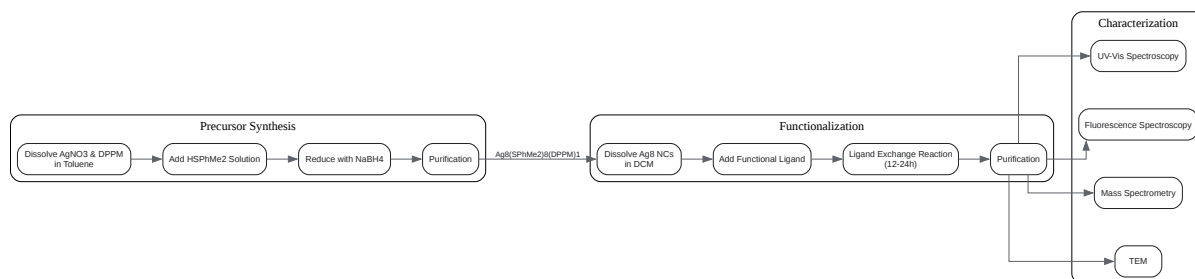 Characterization
UV-Vis Spectroscopy
Precursor Synthesis
Functionalization
Fluorescence Spectroscopy
Dissolve AgNO3 & DPPM
in Toluene
Add HSPhMe2 Solution
Reduce with NaBH4
Purification
Ag8(SPhMe2)8(DPPM)1
Dissolve Ag8 NCs
in DCM
Add Functional Ligand
Ligand Exchange Reaction
(12-24h)
Purification
Mass Spectrometry
TEM